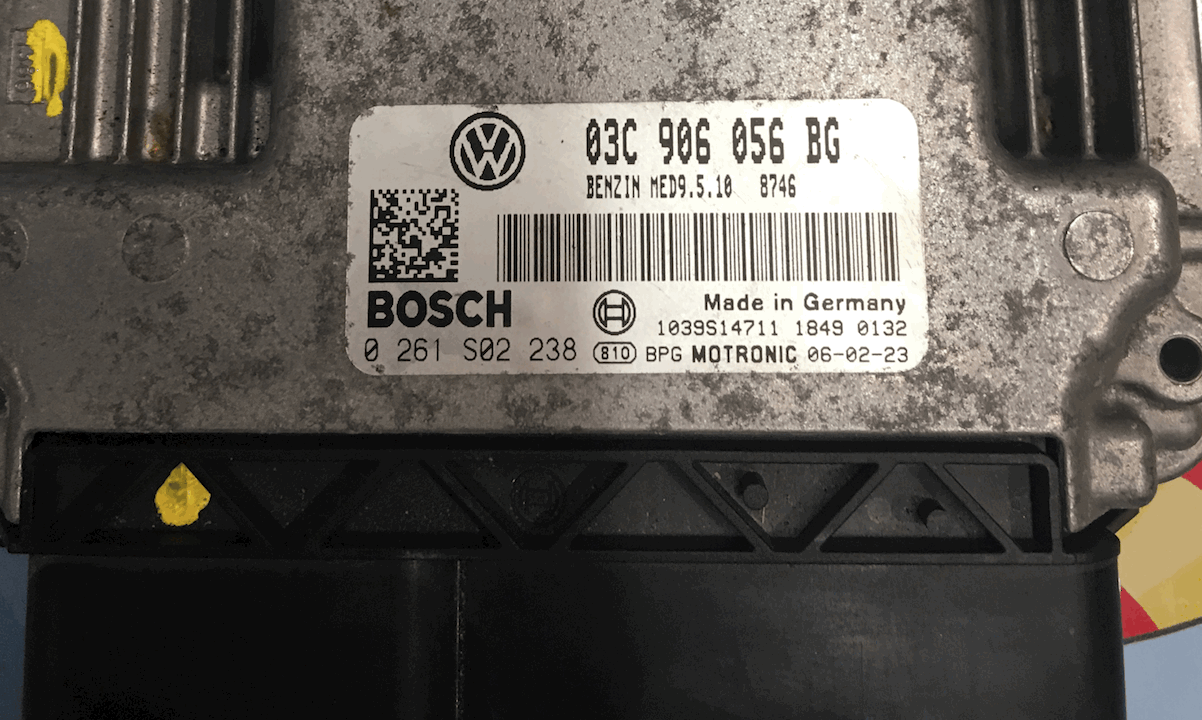 03C 906 056 BG
BENZIN MED9.5.10 8746
BOSCH
Made in Germany
1039S14711 1849 0132
0 261 S02 238
810 BPG MOTRONIC 06-02-23